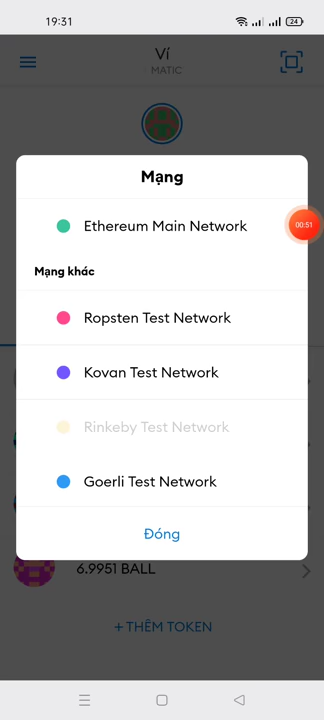 19:31
24
Ví
MATIC
Mạng
Ethereum Main Network
00:51
Mạng khác
Ropsten Test Network
Kovan Test Network
Rinkeby Test Network
Goerli Test Network
Đóng
6.9951 BALL
+ THÊM TOKEN